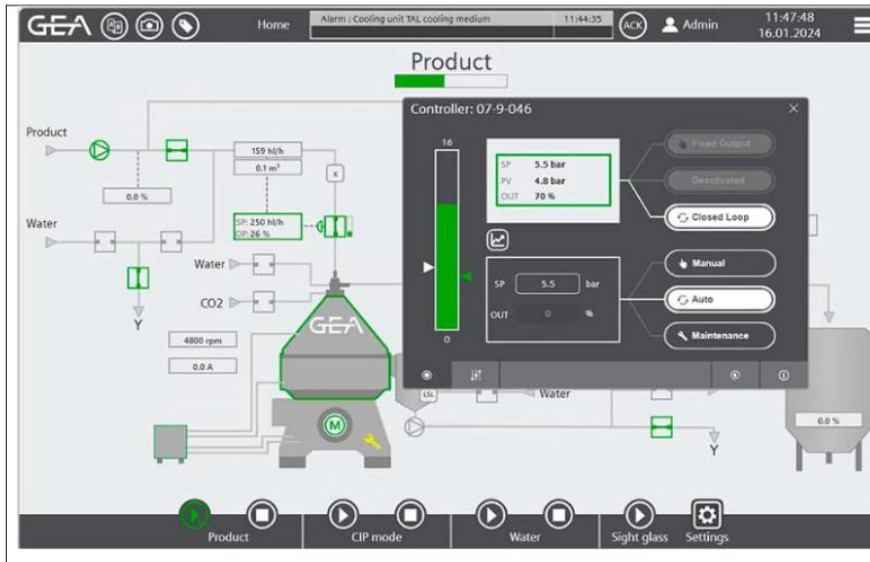 GEA
Home
Alarm : Cooling unit TAL cooling medium 11:44:35
ACK
Admin
11:47:48
16.01.2024
Product
Controller: 07-9-046
Product
159 hl/h
0.1 m³
x
0.0 %
SP: 250 hl/h
OP: 26 %
Water
Water
CO2
Y
4800 rpm
0.0 A
GEA
M
LSL
Water
Y
0.0 %
16
0
SP 5.5 bar
PV 4.8 bar
OUT 70 %
Fixed Output
Deactivated
Closed Loop
SP 5.5 bar
OUT 0 %
Manual
Auto
Maintenance
Product
CIP mode
Water
Sight glass
Settings